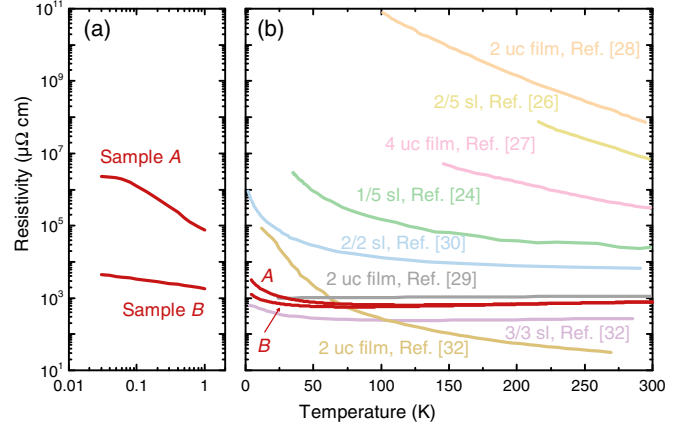 (a)
(b)
Resistivity (μΩ cm)
10^11
10^9
10^7
10^5
10^3
10^1
Sample A
Sample B
2 uc film, Ref. [28]
2/5 sl, Ref. [26]
4 uc film, Ref. [27]
1/5 sl, Ref. [24]
2/2 sl, Ref. [30]
A
2 uc film, Ref. [29]
B
3/3 sl, Ref. [32]
2 uc film, Ref. [32]
0.01 0.1 1
0 50 100 150 200 250 300
Temperature (K)